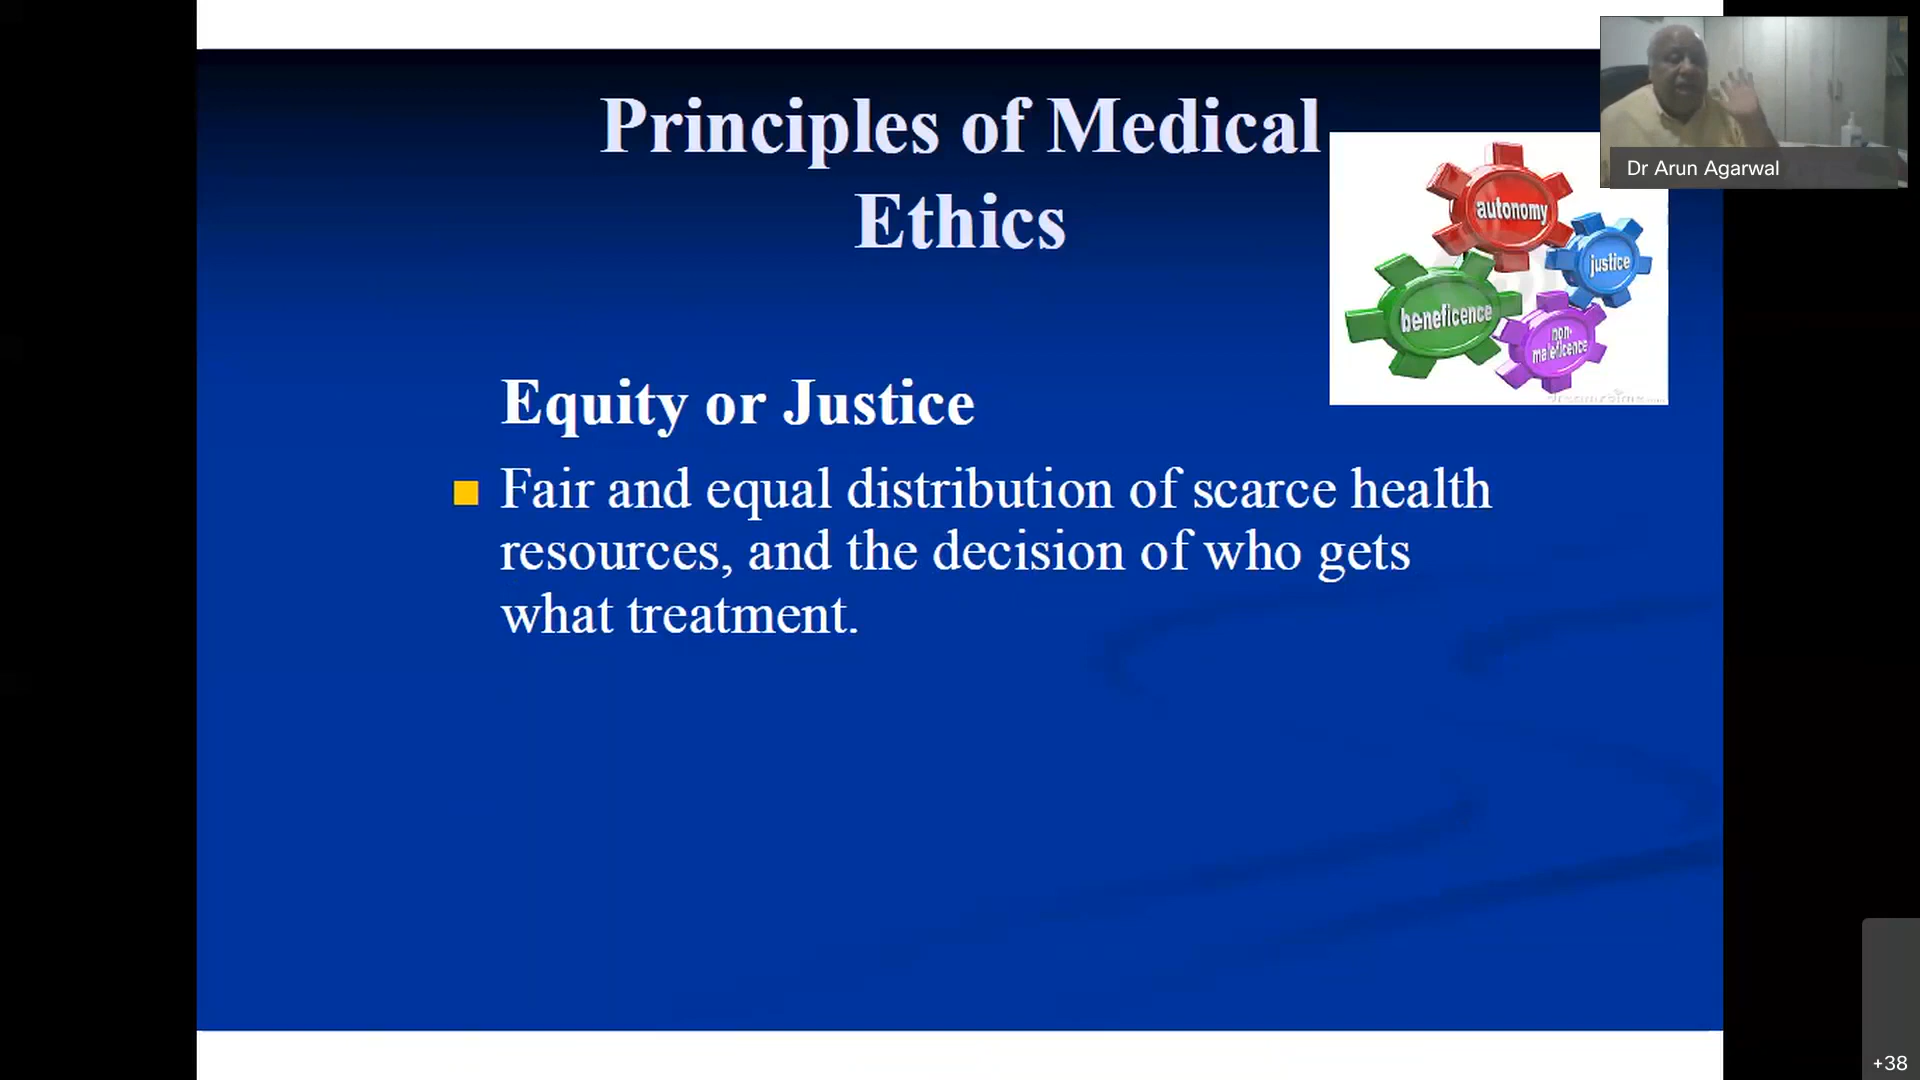 Principles of Medical
Ethics
Dr Arun Agarwal
autonomy
justice
beneficence
non-
maleficence
dreamstime
Equity or Justice
Fair and equal distribution of scarce health
resources, and the decision of who gets
what treatment.
+38